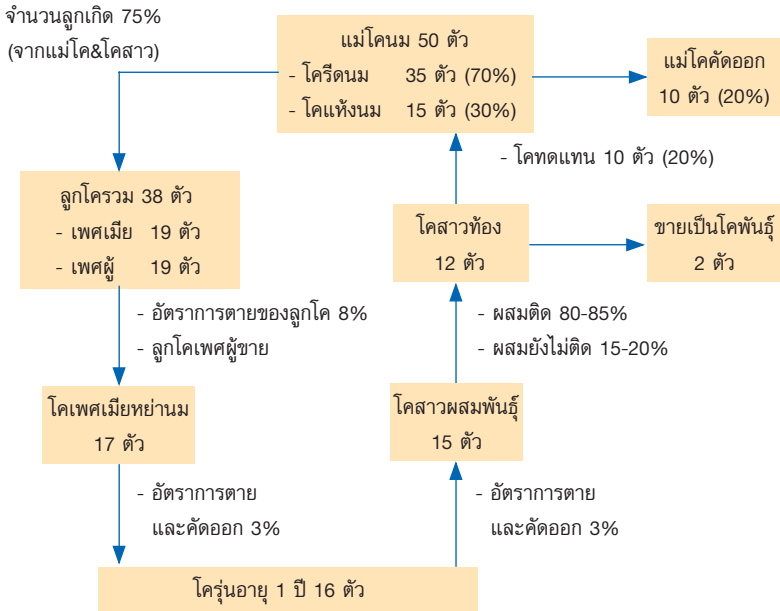 จำนวนลูกเกิด 75%
(จากแม่โค&โคสาว)
แม่โคนม 50 ตัว
- โครีดนม 35 ตัว (70%)
- โคแห้งนม 15 ตัว (30%)
แม่โคคัดออก
10 ตัว (20%)
- โคทดแทน 10 ตัว (20%)
ลูกโครวม 38 ตัว
- เพศเมีย 19 ตัว
- เพศผู้ 19 ตัว
โคสาวท้อง
12 ตัว
ขายเป็นโคพันธุ์
2 ตัว
- อัตราการตายของลูกโค 8%
- ลูกโคเพศผู้ขาย
- ผสมติด 80-85%
- ผสมยังไม่ติด 15-20%
โคเพศเมียหย่านม
17 ตัว
โคสาวผสมพันธุ์
15 ตัว
- อัตราการตาย
และคัดออก 3%
- อัตราการตาย
และคัดออก 3%
โครุ่นอายุ 1 ปี 16 ตัว